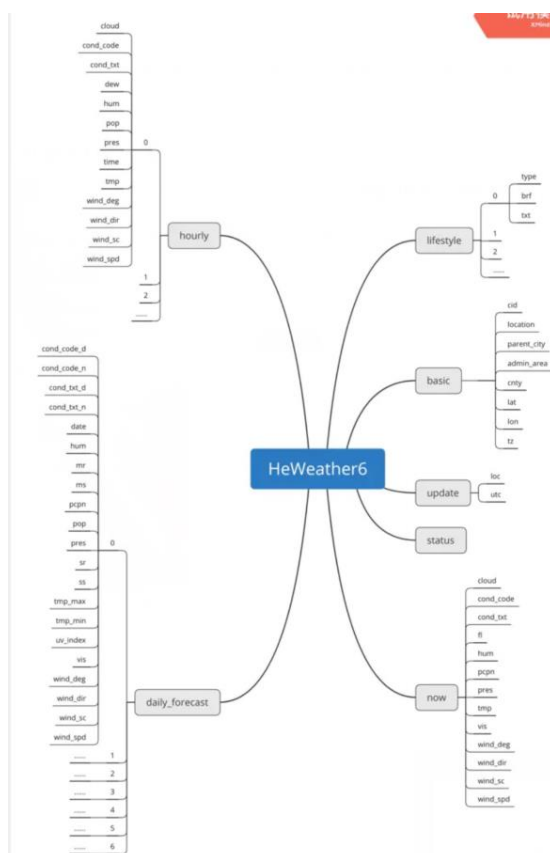 cloud
cond_code
cond_txt
dew
hum
pop
pres
0
time
tmp
wind_deg
wind_dir
wind_sc
wind_spd
1
2
......
hourly
cond_code_d
cond_code_n
cond_txt_d
cond_txt_n
date
hum
mr
ms
pcpn
pop
pres
0
sr
ss
tmp_max
tmp_min
uv_index
vis
wind_deg
wind_dir
wind_sc
wind_spd
...... 1
...... 2
...... 3
...... 4
...... 5
...... 6
daily_forecast
HeWeather6
lifestyle
0
type
brf
txt
1
2
......
basic
cid
location
parent_city
admin_area
cnty
lat
lon
tz
update
loc
utc
status
now
cloud
cond_code
cond_txt
fl
hum
pcpn
pres
tmp
vis
wind_deg
wind_dir
wind_sc
wind_spd